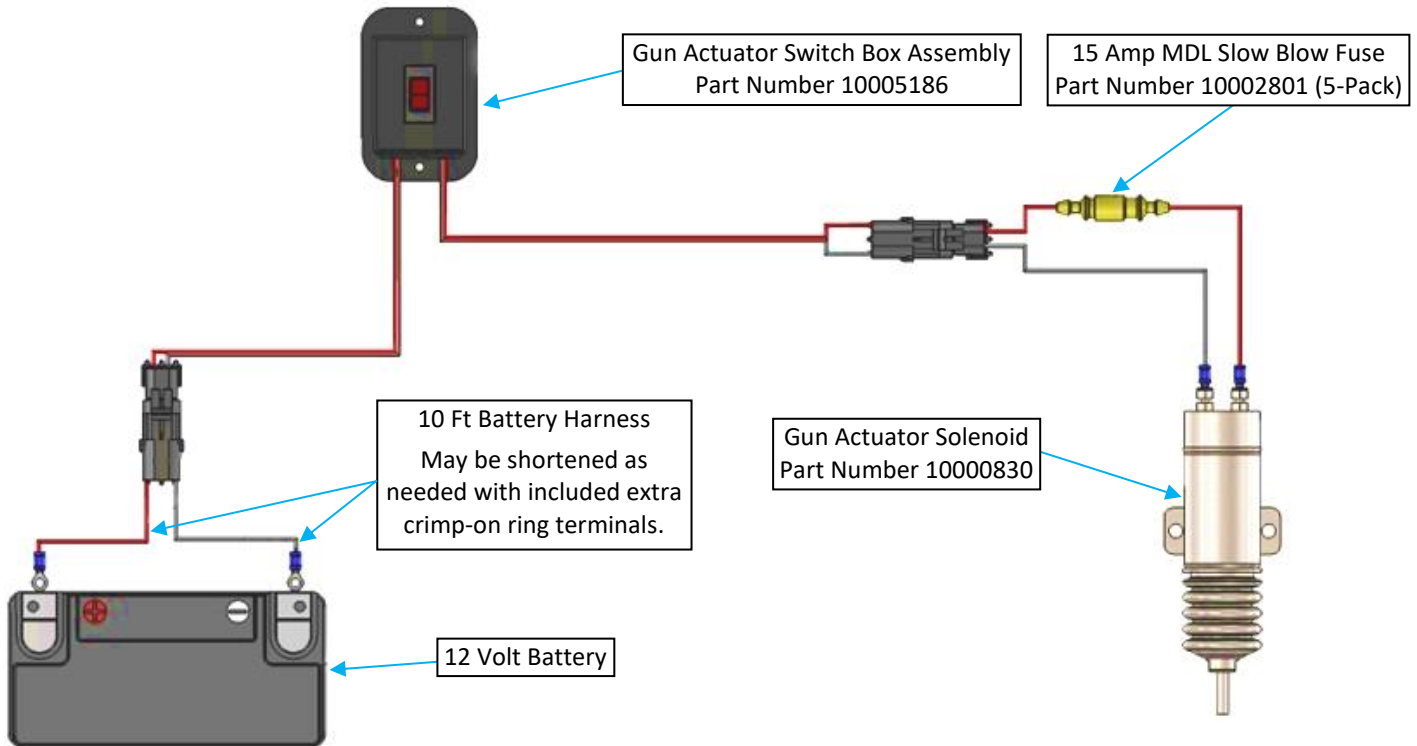 Gun Actuator Switch Box Assembly
Part Number 10005186
15 Amp MDL Slow Blow Fuse
Part Number 10002801 (5-Pack)
10 Ft Battery Harness
May be shortened as
needed with included extra
crimp-on ring terminals.
Gun Actuator Solenoid
Part Number 10000830
12 Volt Battery